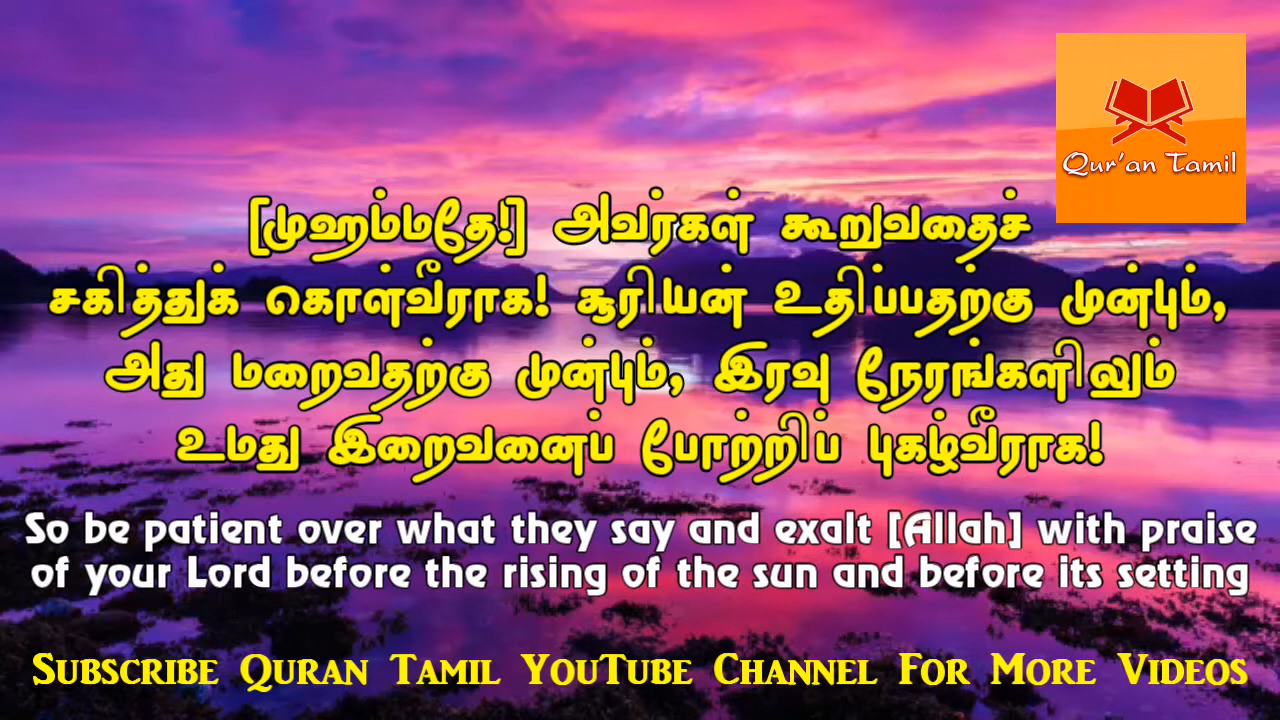 Qur'an Tamil
[முஹம்மதே!] அவர்கள் கூறுவதைச்
சகித்துக் கொள்வீராக! சூரியன் உதிப்பதற்கு முன்பும்,
அது மறைவதற்கு முன்பும், இரவு நேரங்களிலும்
உமது இறைவனைப் போற்றிப் புகழ்வீராக!
So be patient over what they say and exalt [Allah] with praise
of your Lord before the rising of the sun and before its setting
Subscribe Quran Tamil YouTube Channel For More Videos